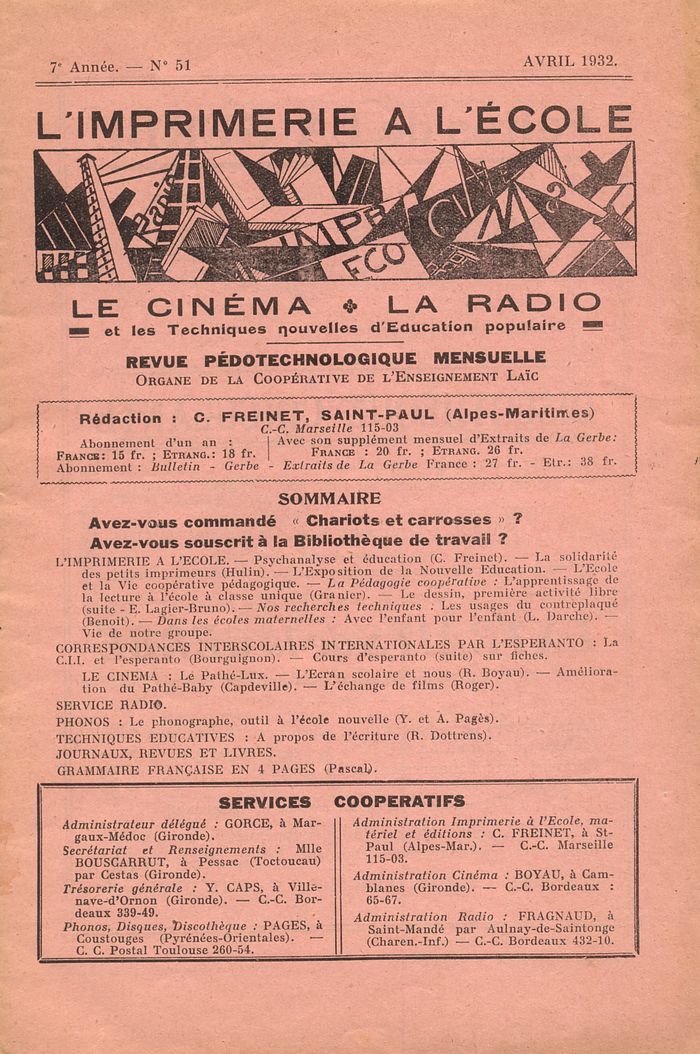 7e Année. — N° 51
AVRIL 1932.
L'IMPRIMERIE A L'ÉCOLE
Radio
IMPR
ECO
CINÉMA
LE CINÉMA ❖ LA RADIO
et les Techniques nouvelles d'Education populaire
REVUE PÉDOTECHNOLOGIQUE MENSUELLE
ORGANE DE LA COOPÉRATIVE DE L'ENSEIGNEMENT LAÏC
Rédaction : C. FREINET, SAINT-PAUL (Alpes-Maritimes)
C.-C. Marseille 115-03
Abonnement d'un an :
FRANCE: 15 fr. ; ETRANG.: 18 fr.
Avec son supplément mensuel d'Extraits de La Gerbe:
FRANCE : 20 fr. ; ETRANG. 26 fr.
Abonnement : Bulletin - Gerbe - Extraits de La Gerbe France : 27 fr. - Etr.: 38 fr.
SOMMAIRE
Avez-vous commandé « Chariots et carrosses » ?
Avez-vous souscrit à la Bibliothèque de travail ?
L'IMPRIMERIE A L'ECOLE. — Psychanalyse et éducation (C. Freinet). — La solidarité
des petits imprimeurs (Hulin). — L'Exposition de la Nouvelle Education. — L'Ecole
et la Vie coopérative pédagogique. — La Pédagogie coopérative : L'apprentissage de
la lecture à l'école à classe unique (Granier). — Le dessin, première activité libre
(suite - E. Lagier-Bruno). — Nos recherches techniques : Les usages du contreplaqué
(Benoit). — Dans les écoles maternelles : Avec l'enfant pour l'enfant (L. Darche). —
Vie de notre groupe.
CORRESPONDANCES INTERSCOLAIRES INTERNATIONALES PAR L'ESPERANTO : La
C.I.I. et l'esperanto (Bourguignon). — Cours d'esperanto (suite) sur fiches.
LE CINEMA : Le Pathé-Lux. — L'Ecran scolaire et nous (R. Boyau). — Améliora-
tion du Pathé-Baby (Capdeville). — L'échange de films (Roger).
SERVICE RADIO.
PHONOS : Le phonographe, outil à l'école nouvelle (Y. et A. Pagès).
TECHNIQUES EDUCATIVES : A propos de l'écriture (R. Dottrens).
JOURNAUX, REVUES ET LIVRES.
GRAMMAIRE FRANÇAISE EN 4 PAGES (Pascal).
SERVICES COOPERATIFS
Administrateur délégué : GORCE, à Mar-
gaux-Médoc (Gironde).
Secrétariat et Renseignements : Mlle
BOUSCARRUT, à Pessac (Toctoucau)
par Cestas (Gironde).
Trésorerie générale : Y. CAPS, à Ville-
nave-d'Ornon (Gironde). — C.-C. Bor-
deaux 339-49.
Phonos, Disques, Discothèque : PAGES, à
Coustouges (Pyrénées-Orientales). —
C. C. Postal Toulouse 260-54.
Administration Imprimerie à l'Ecole, ma-
tériel et éditions : C. FREINET, à St-
Paul (Alpes-Mar.). — C.-C. Marseille
115-03.
Administration Cinéma : BOYAU, à Cam-
blanes (Gironde). — C.-C. Bordeaux :
65-67.
Administration Radio : FRAGNAUD, à
Saint-Mandé par Aulnay-de-Saintonge
(Charen.-Inf.) — C.-C. Bordeaux 432-10.